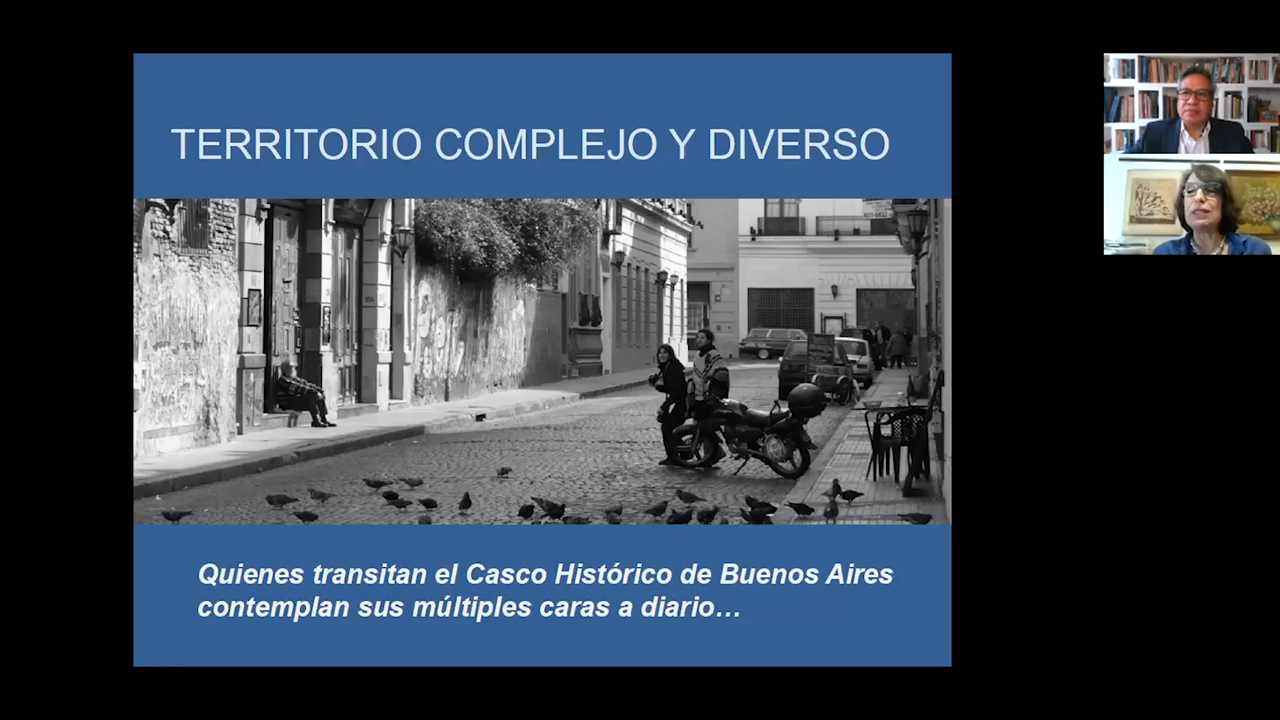 TERRITORIO COMPLEJO Y DIVERSO
Quienes transitan el Casco Histórico de Buenos Aires
contemplan sus múltiples caras a diario…